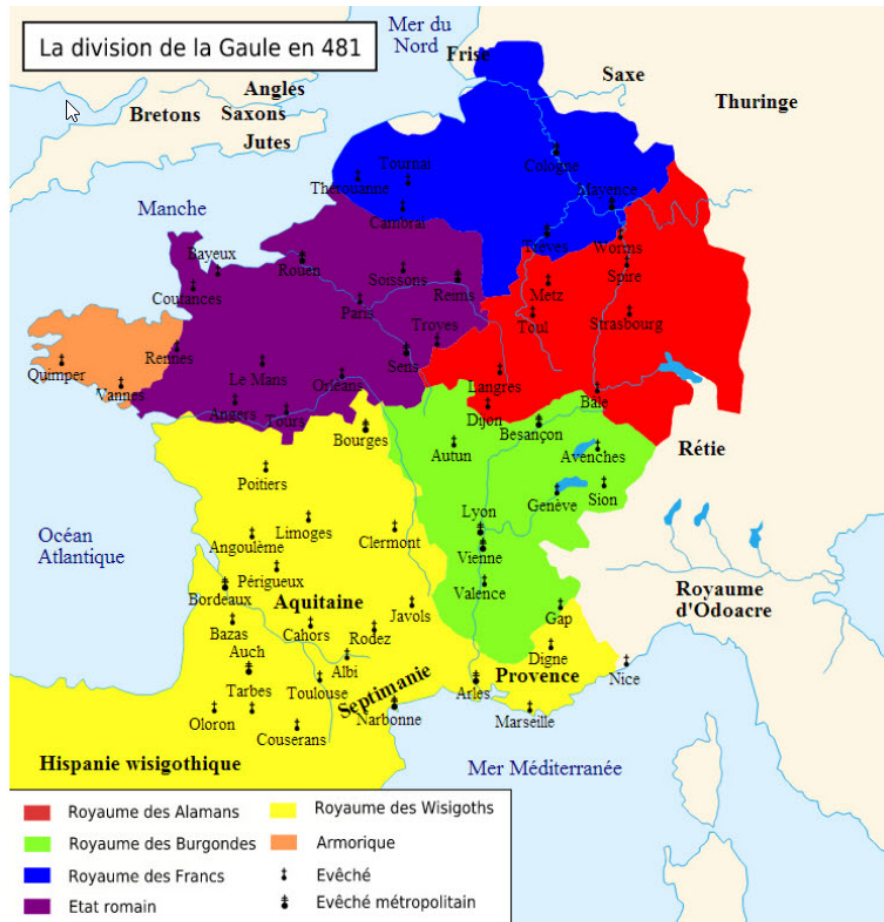 La division de la Gaule en 481
Mer du
Nord
Frise
Saxe
Angles
Thuringe
Bretons
Saxons
Jutes
Tournai
Cologne
Thérouanne
Mayence
Manche
Cambrai
Trèves
Worms
Bayeux
Rouen
Soissons
Spire
Coutances
Reims
Metz
Paris
Toul
Strasbourg
Troyes
Rennes
Sens
Quimper
Le Mans
Orléans
Langres
Vannes
Bâle
Angers
Tours
Dijon
Bourges
Besançon
Autun
Avenches
Rétie
Poitiers
Genève
Sion
Lyon
Océan
Atlantique
Limoges
Clermont
Angoulême
Vienne
Périgueux
Valence
Royaume
d'Odoacre
Bordeaux
Aquitaine
Javols
Gap
Bazas
Cahors
Rodez
Auch
Albi
Digne
Nice
Tarbes
Toulouse
Septimanie
Arles
Provence
Oloron
Narbonne
Marseille
Couserans
Hispanie wisigothique
Mer Méditerranée
Royaume des Alamans
Royaume des Wisigoths
Royaume des Burgondes
Armorique
Royaume des Francs
Evêché
Etat romain
Evêché métropolitain